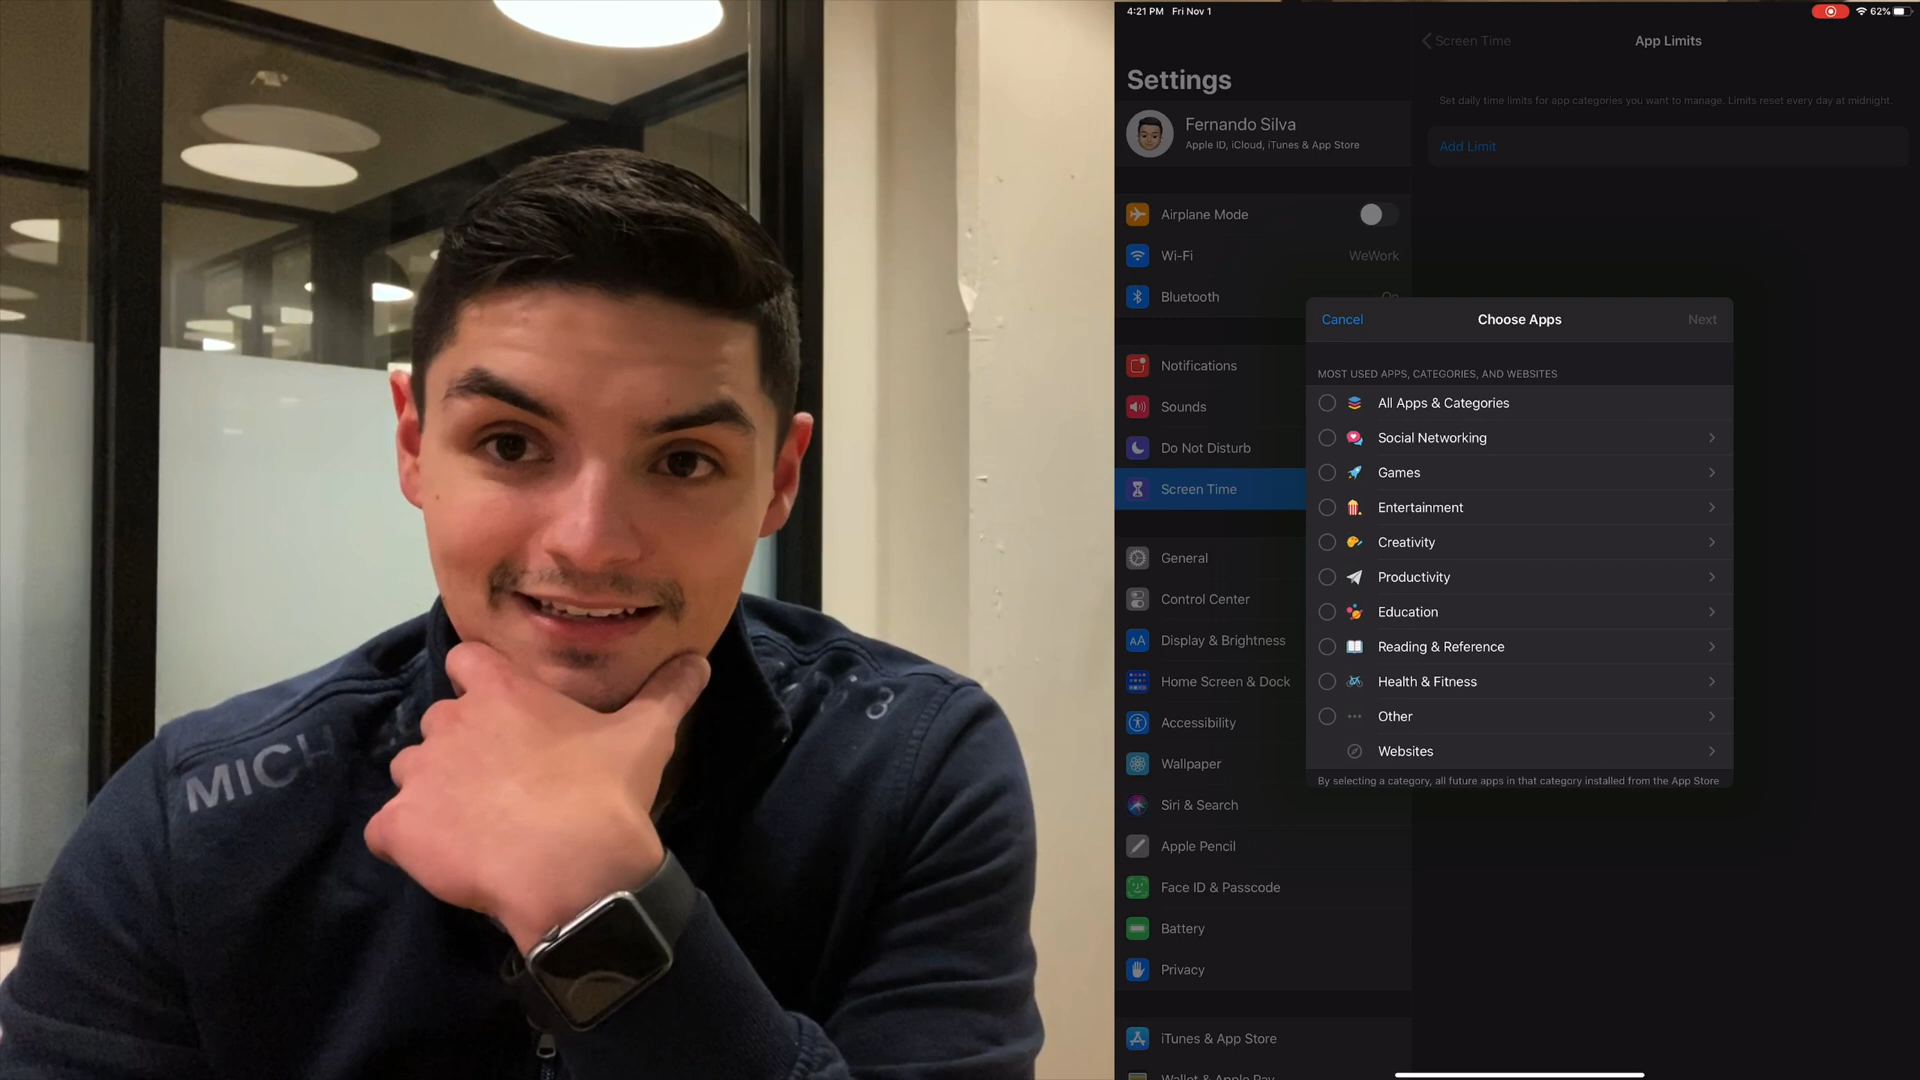 MICH
8
4:21 PM Fri Nov 1
62%
Settings
Fernando Silva
Apple ID, iCloud, iTunes & App Store
Airplane Mode
Wi-Fi
WeWork
Bluetooth
On
Notifications
Sounds
Do Not Disturb
Screen Time
General
Control Center
AA
Display & Brightness
Home Screen & Dock
Accessibility
Wallpaper
Siri & Search
Apple Pencil
Face ID & Passcode
Battery
Privacy
iTunes & App Store
Wallet & Apple Pay
Screen Time
App Limits
Set daily time limits for app categories you want to manage. Limits reset every day at midnight.
Add Limit
Cancel
Choose Apps
Next
MOST USED APPS, CATEGORIES, AND WEBSITES
All Apps & Categories
Social Networking
Games
Entertainment
Creativity
Productivity
Education
Reading & Reference
Health & Fitness
Other
Websites
By selecting a category, all future apps in that category installed from the App Store